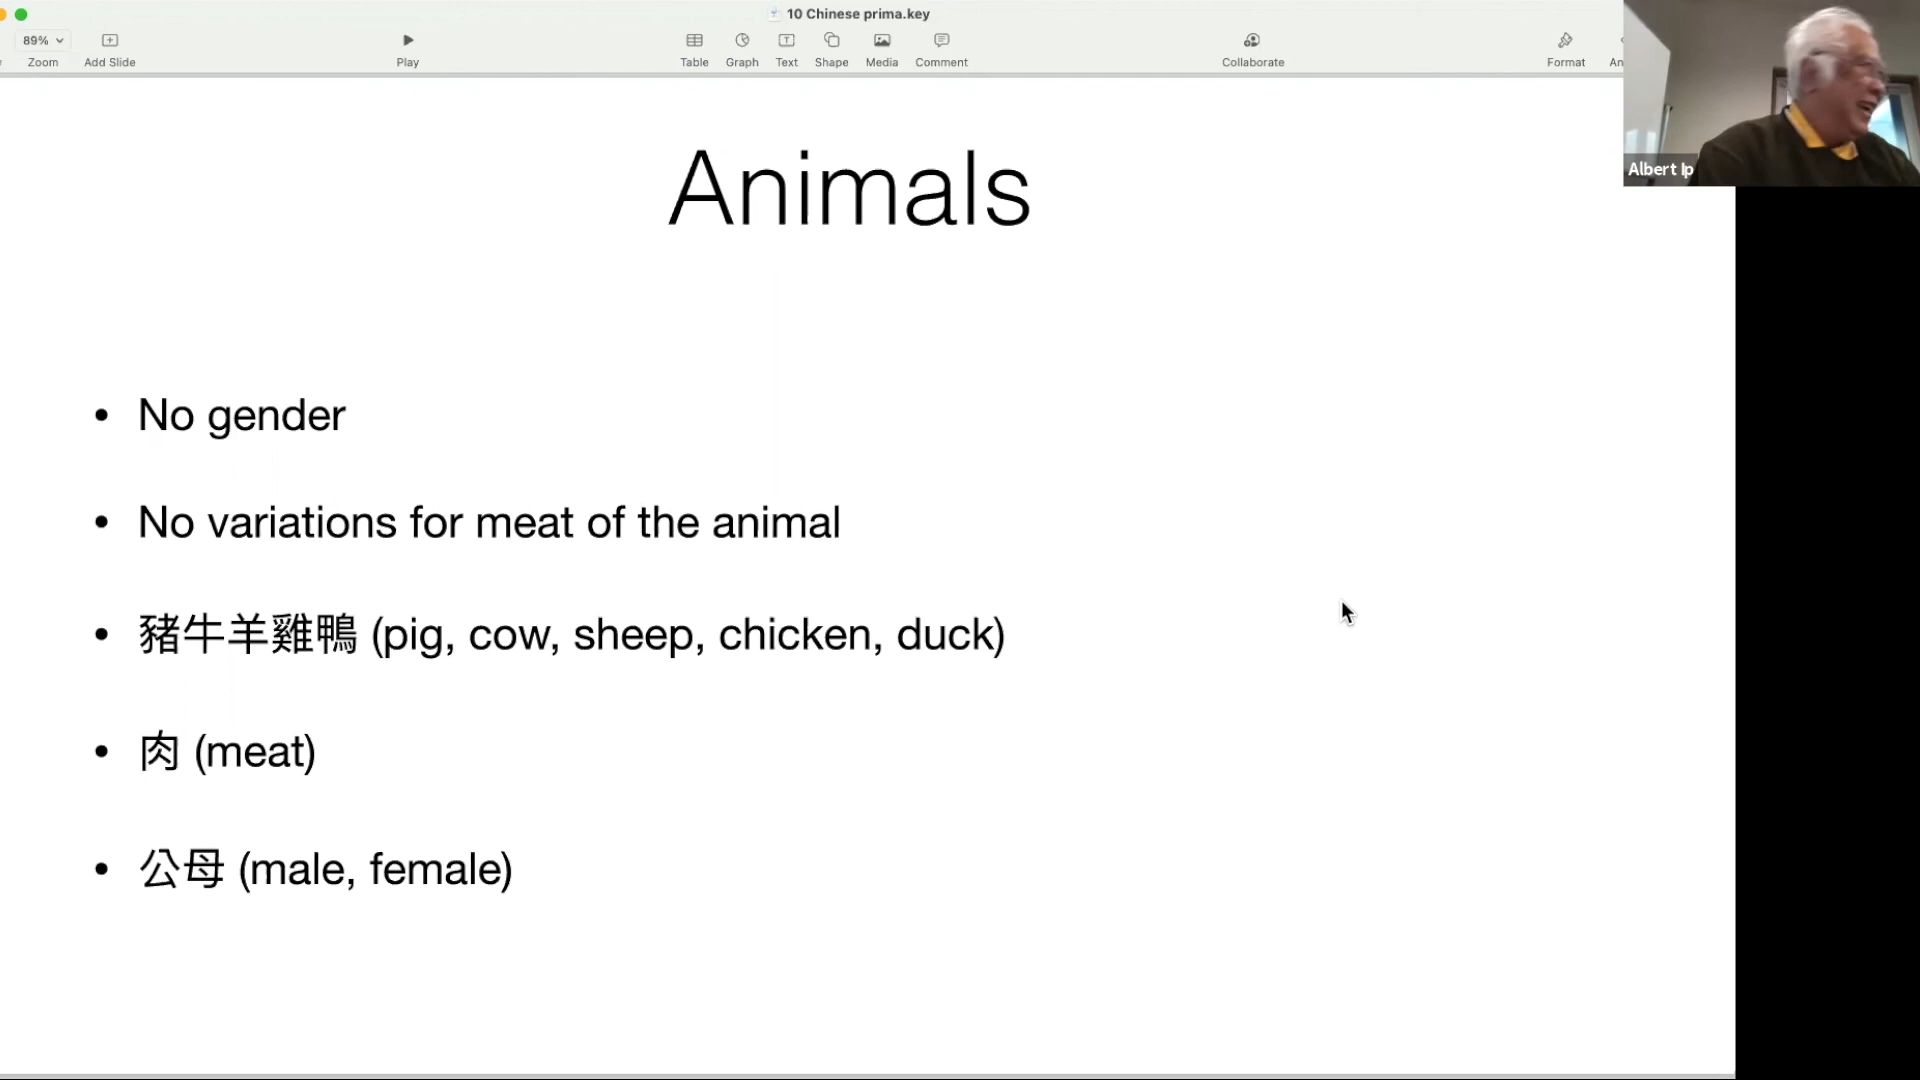 10 Chinese prima.key
89%
Zoom
Add Slide
Play
Table
Graph
Text
Shape
Media
Comment
Collaborate
Format
An
Albert Ip
Animals
• No gender
• No variations for meat of the animal
• 豬牛羊雞鴨 (pig, cow, sheep, chicken, duck)
• 肉 (meat)
• 公母 (male, female)